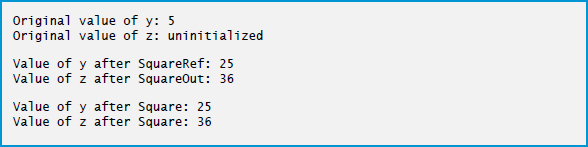 Original value of y: 5
Original value of z: uninitialized
Value of y after SquareRef: 25
Value of z after SquareOut: 36
Value of y after Square: 25
Value of z after Square: 36